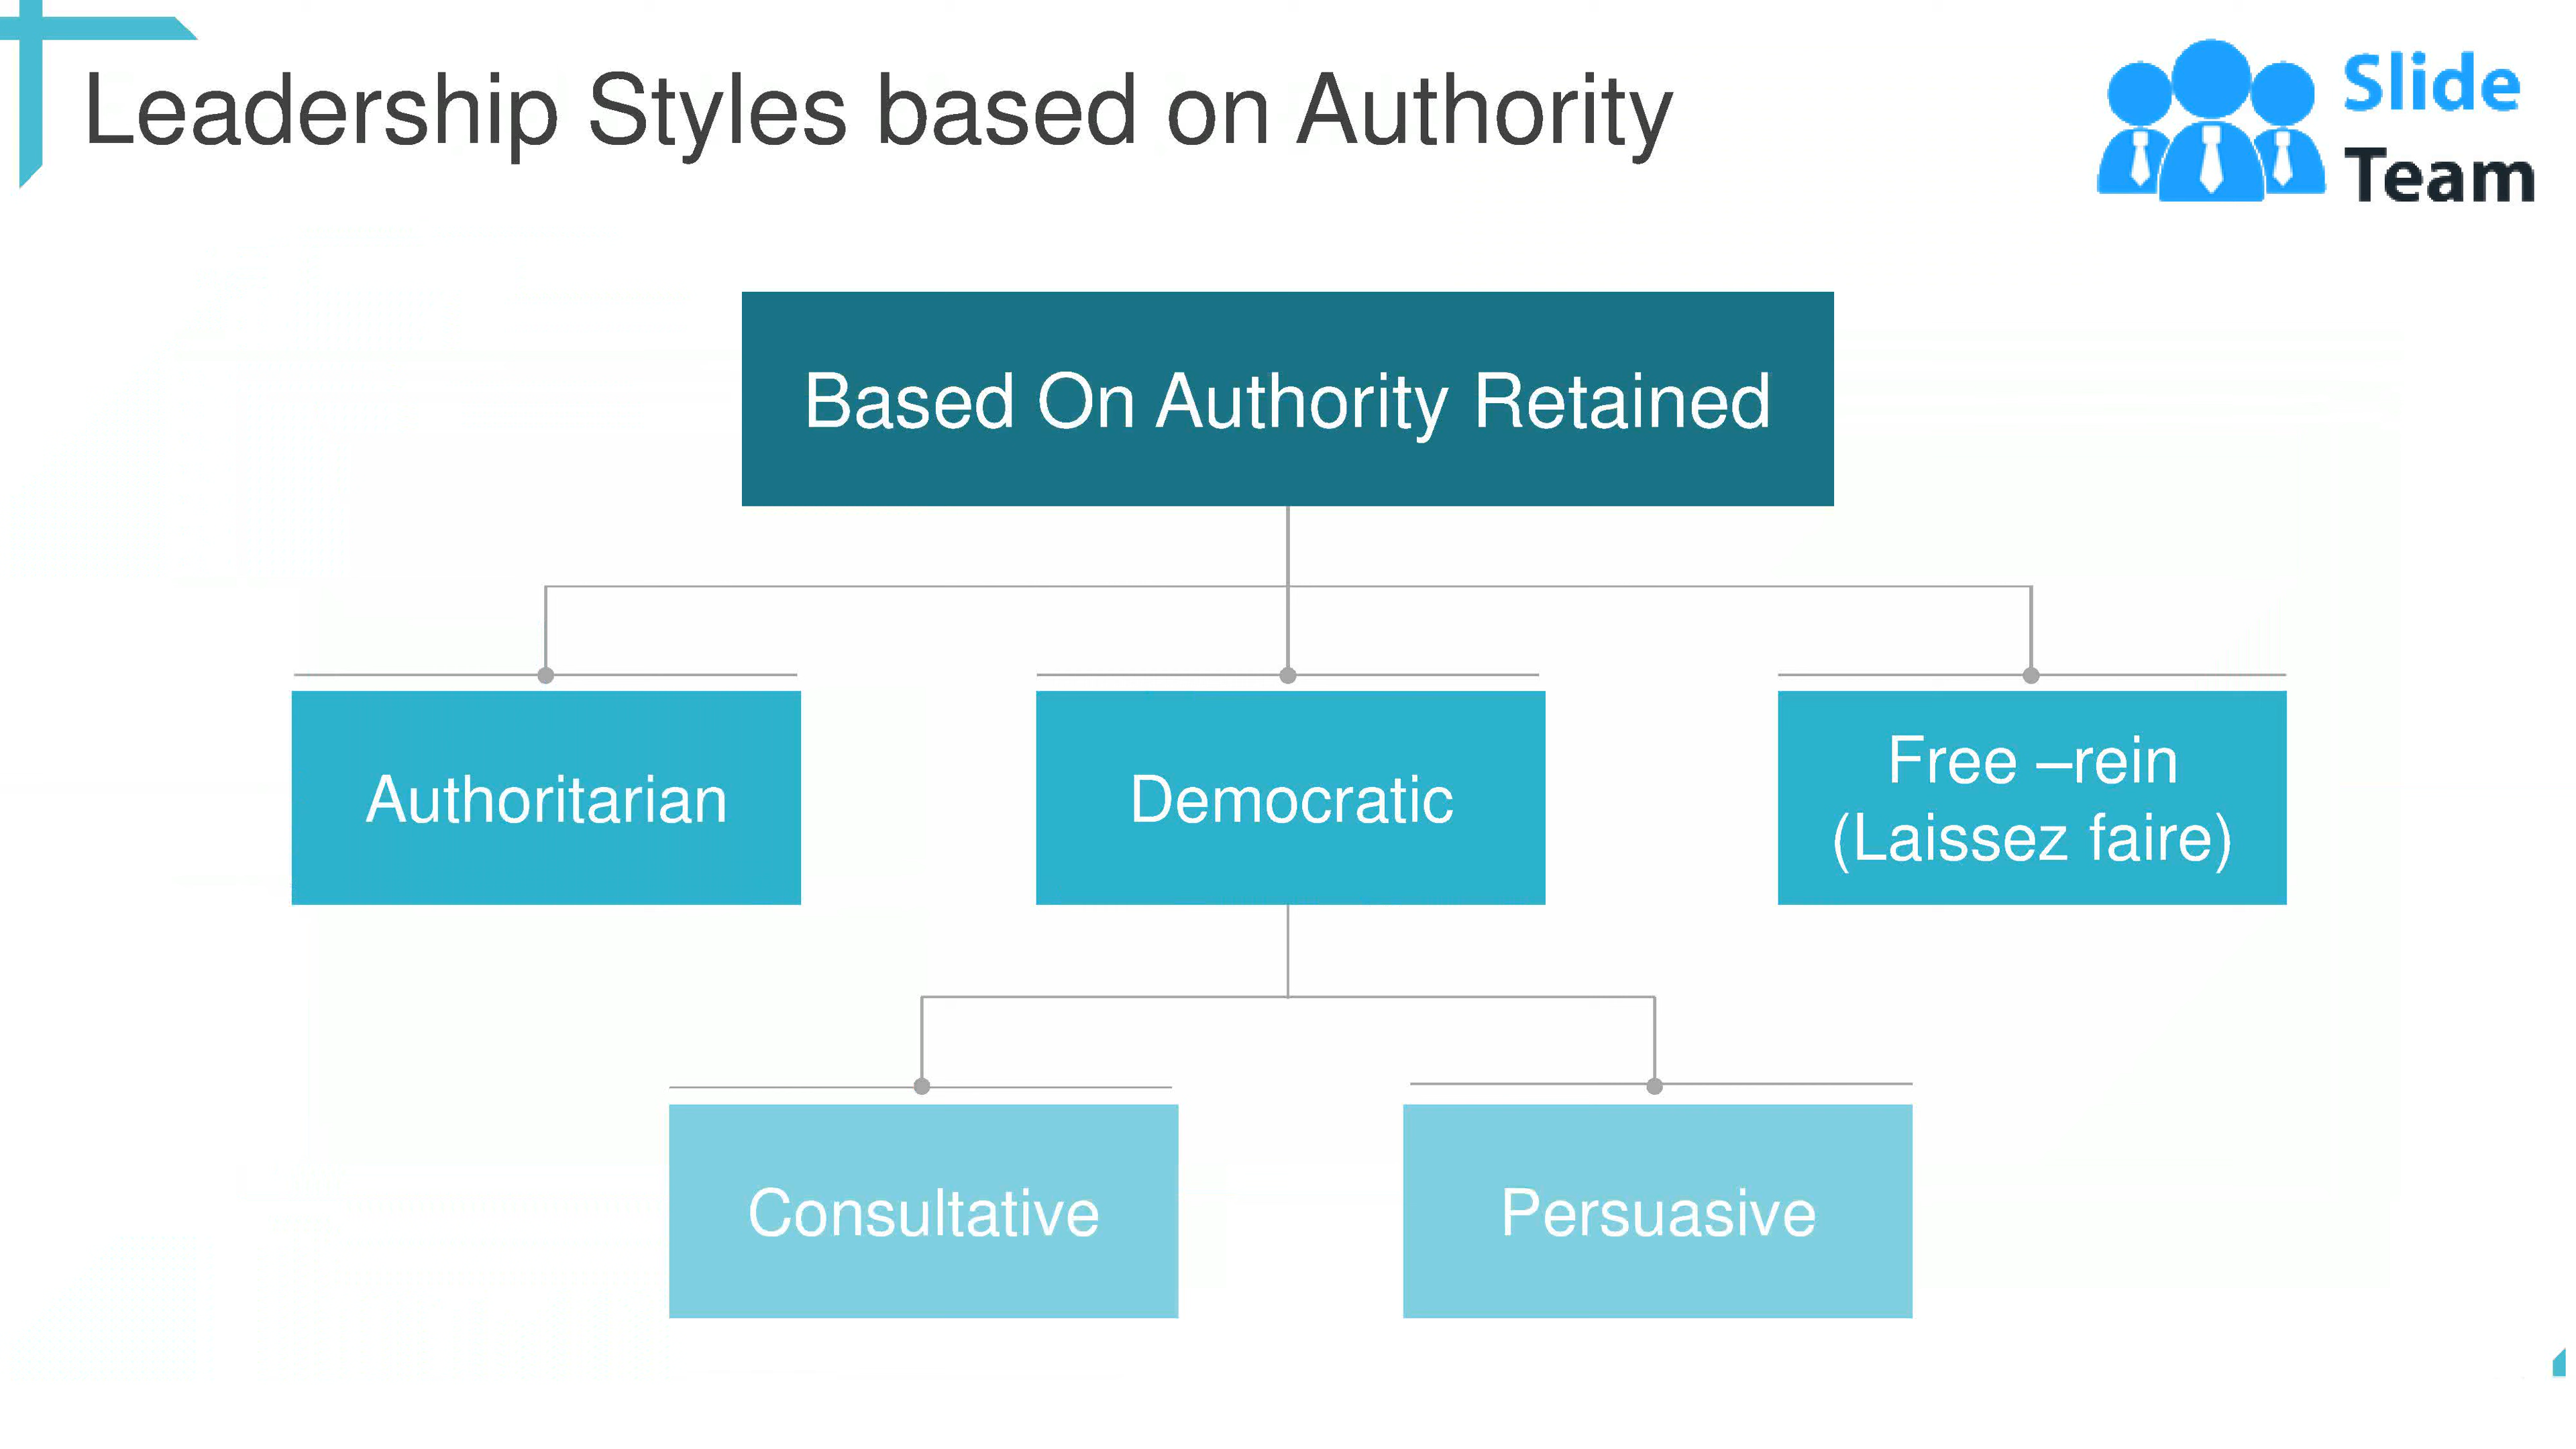 Leadership Styles based on Authority
Slide
Team
Based On Authority Retained
Authoritarian
Democratic
Free –rein
(Laissez faire)
Consultative
Persuasive